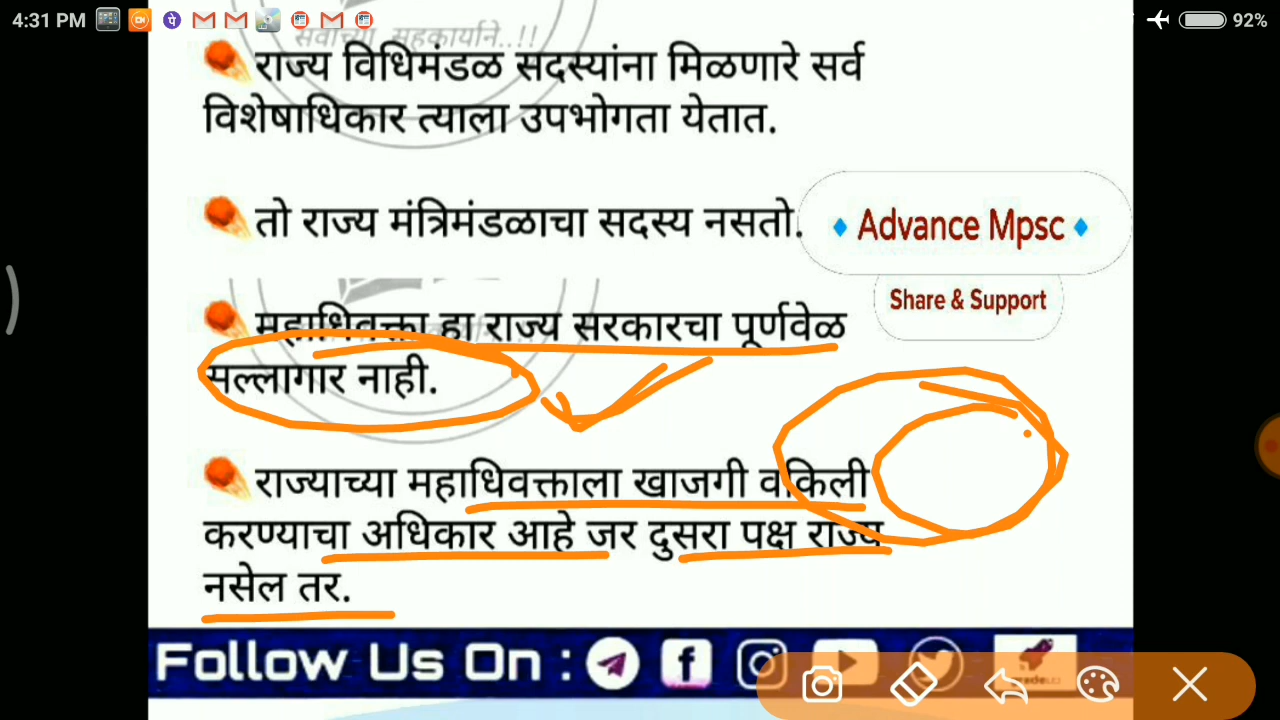 4:31 PM 92%
सर्वांच्या सहकार्याने..!!
राज्य विधिमंडळ सदस्यांना मिळणारे सर्व
विशेषाधिकार त्याला उपभोगता येतात.
तो राज्य मंत्रिमंडळाचा सदस्य नसतो.
Advance Mpsc
Share & Support
महाधिवक्ता हा राज्य सरकारचा पूर्णवेळ
सल्लागार नाही.
राज्याच्या महाधिवक्ताला खाजगी वकिली
करण्याचा अधिकार आहे जर दुसरा पक्ष राज्य
नसेल तर.
Follow Us On :